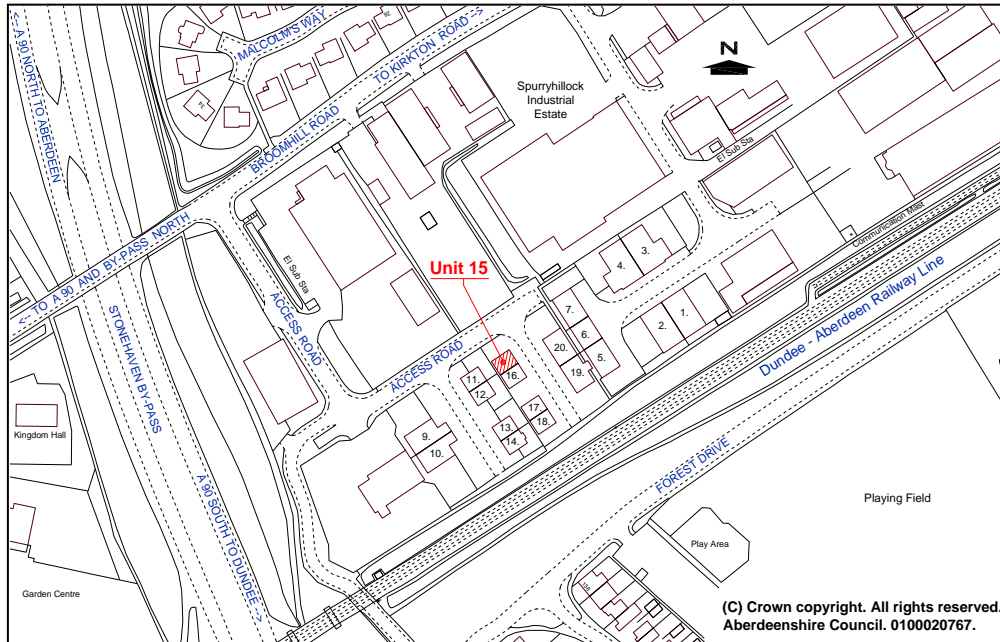 <- A 90 NORTH TO ABERDEEN
MALCOLM'S WAY
TO KIRKTON ROAD ->
BROOMHILL ROAD
N
Spurryhillock
Industrial
Estate
El Sub Sta
Communication Mast
<- TO A 90 AND BY-PASS NORTH
El Sub Sta
Unit 15
ACCESS ROAD
ACCESS ROAD
STONEHAVEN BY-PASS
A 90 SOUTH TO DUNDEE ->
Dundee - Aberdeen Railway Line
3.
4.
7.
6.
5.
2.
1.
20.
19.
11.
12.
16.
17.
18.
13.
14.
9.
10.
Kingdom Hall
Garden Centre
FOREST DRIVE
Playing Field
Play Area
(C) Crown copyright. All rights reserved.
Aberdeenshire Council. 0100020767.